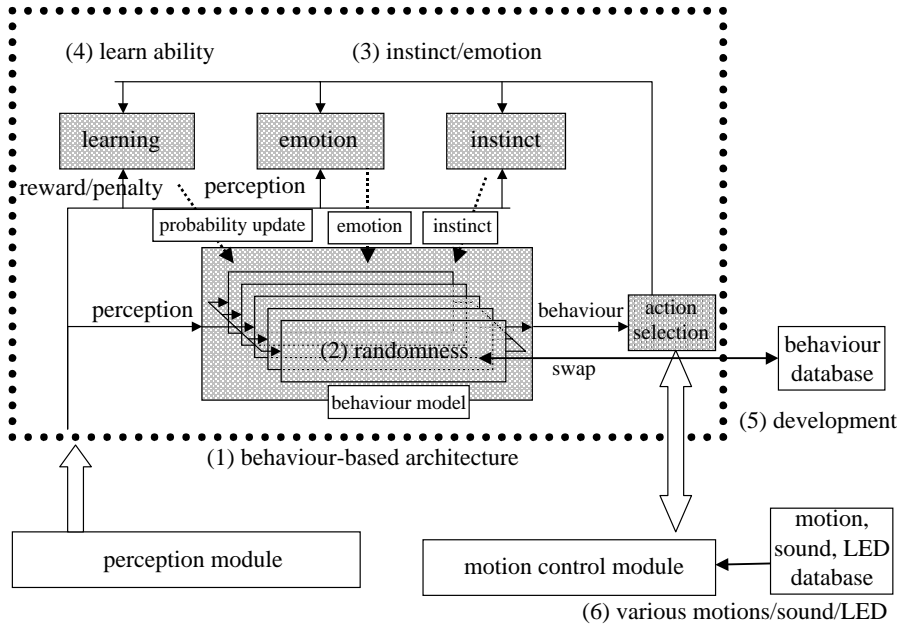 (4) learn ability
(3) instinct/emotion
learning
emotion
instinct
reward/penalty
perception
probability update
emotion
instinct
perception
behaviour
action
selection
(2) randomness
swap
behaviour
database
behaviour model
(5) development
(1) behaviour-based architecture
perception module
motion control module
motion,
sound, LED
database
(6) various motions/sound/LED